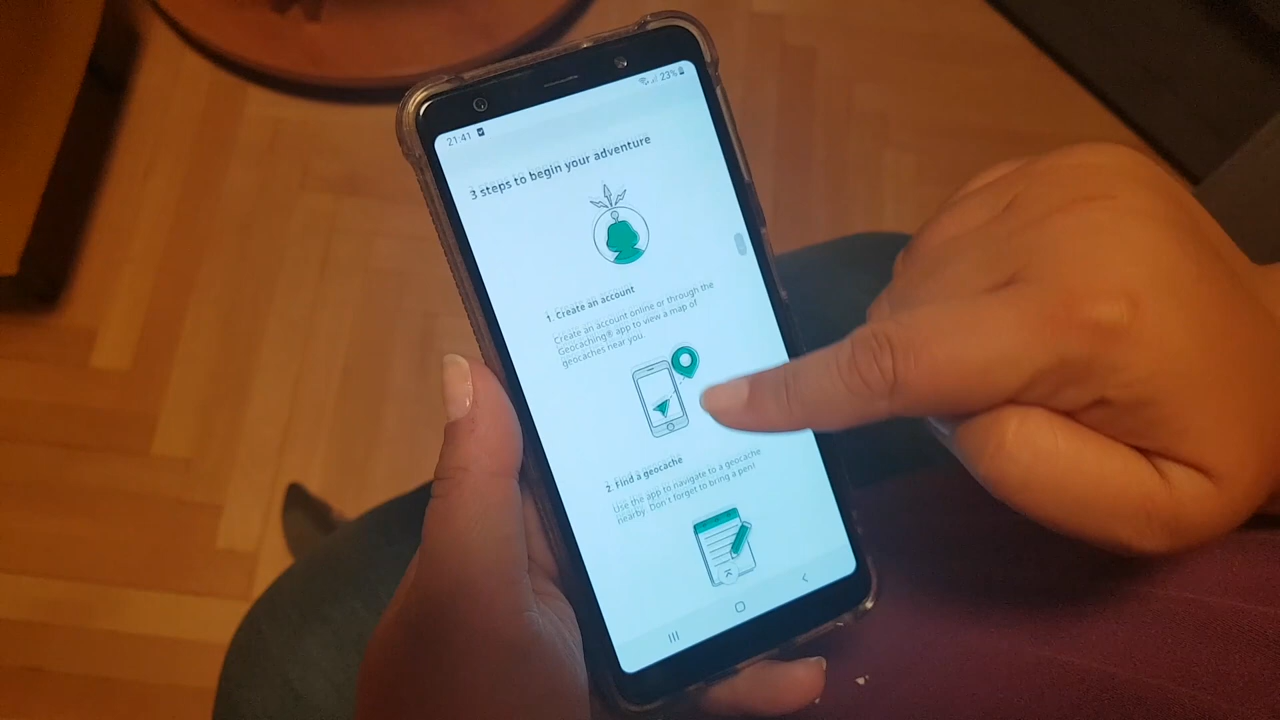 21:41
23%
3 steps to begin your adventure
1. Create an account
Create an account online or through the
Geocaching® app to view a map of
geocaches near you.
2. Find a geocache
Use the app to navigate to a geocache
nearby. Don't forget to bring a pen!